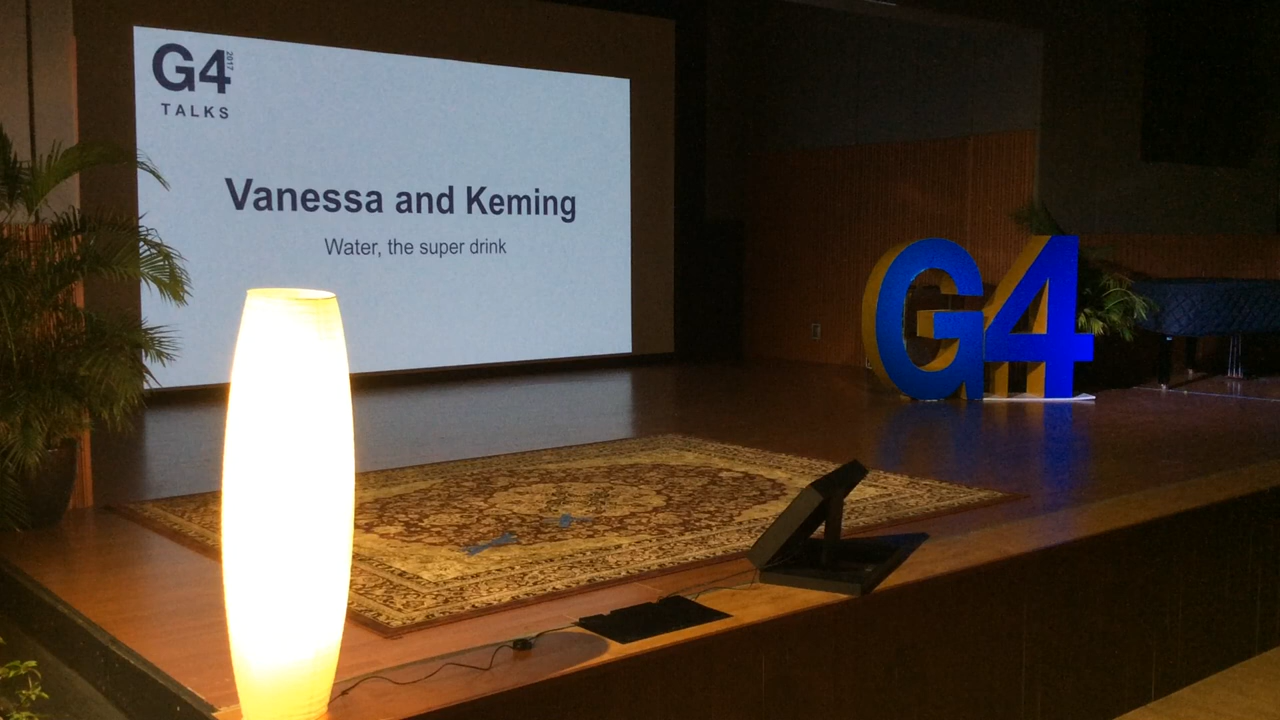 G4 2017
TALKS
Vanessa and Keming
Water, the super drink
G4